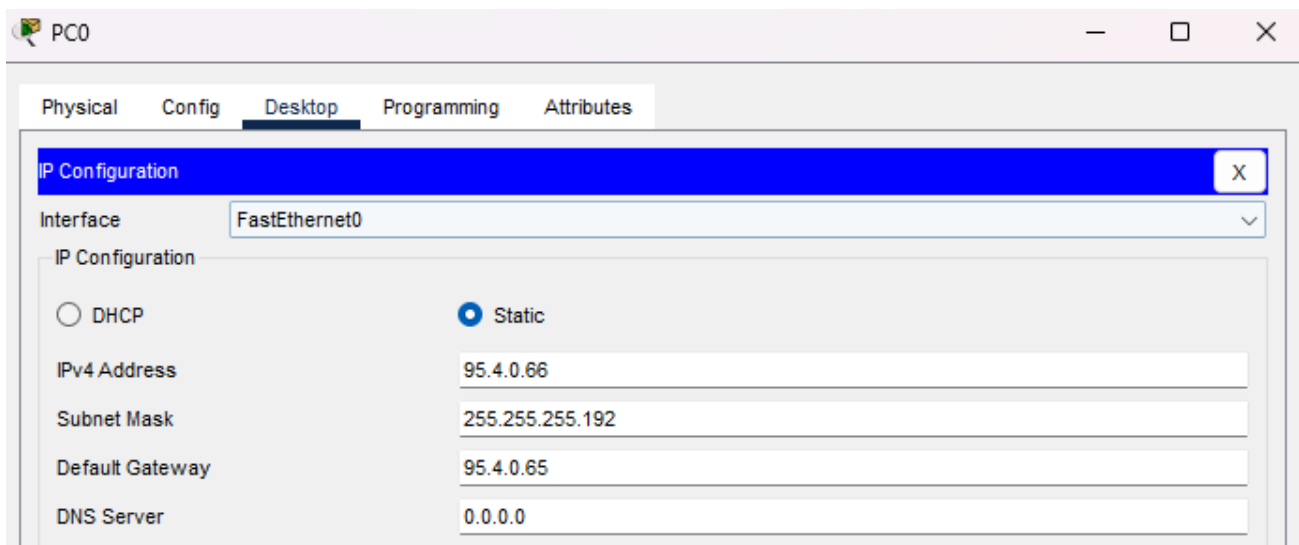 PC0
Physical Config Desktop Programming Attributes
IP Configuration X
Interface FastEthernet0
IP Configuration
DHCP Static
IPv4 Address 95.4.0.66
Subnet Mask 255.255.255.192
Default Gateway 95.4.0.65
DNS Server 0.0.0.0